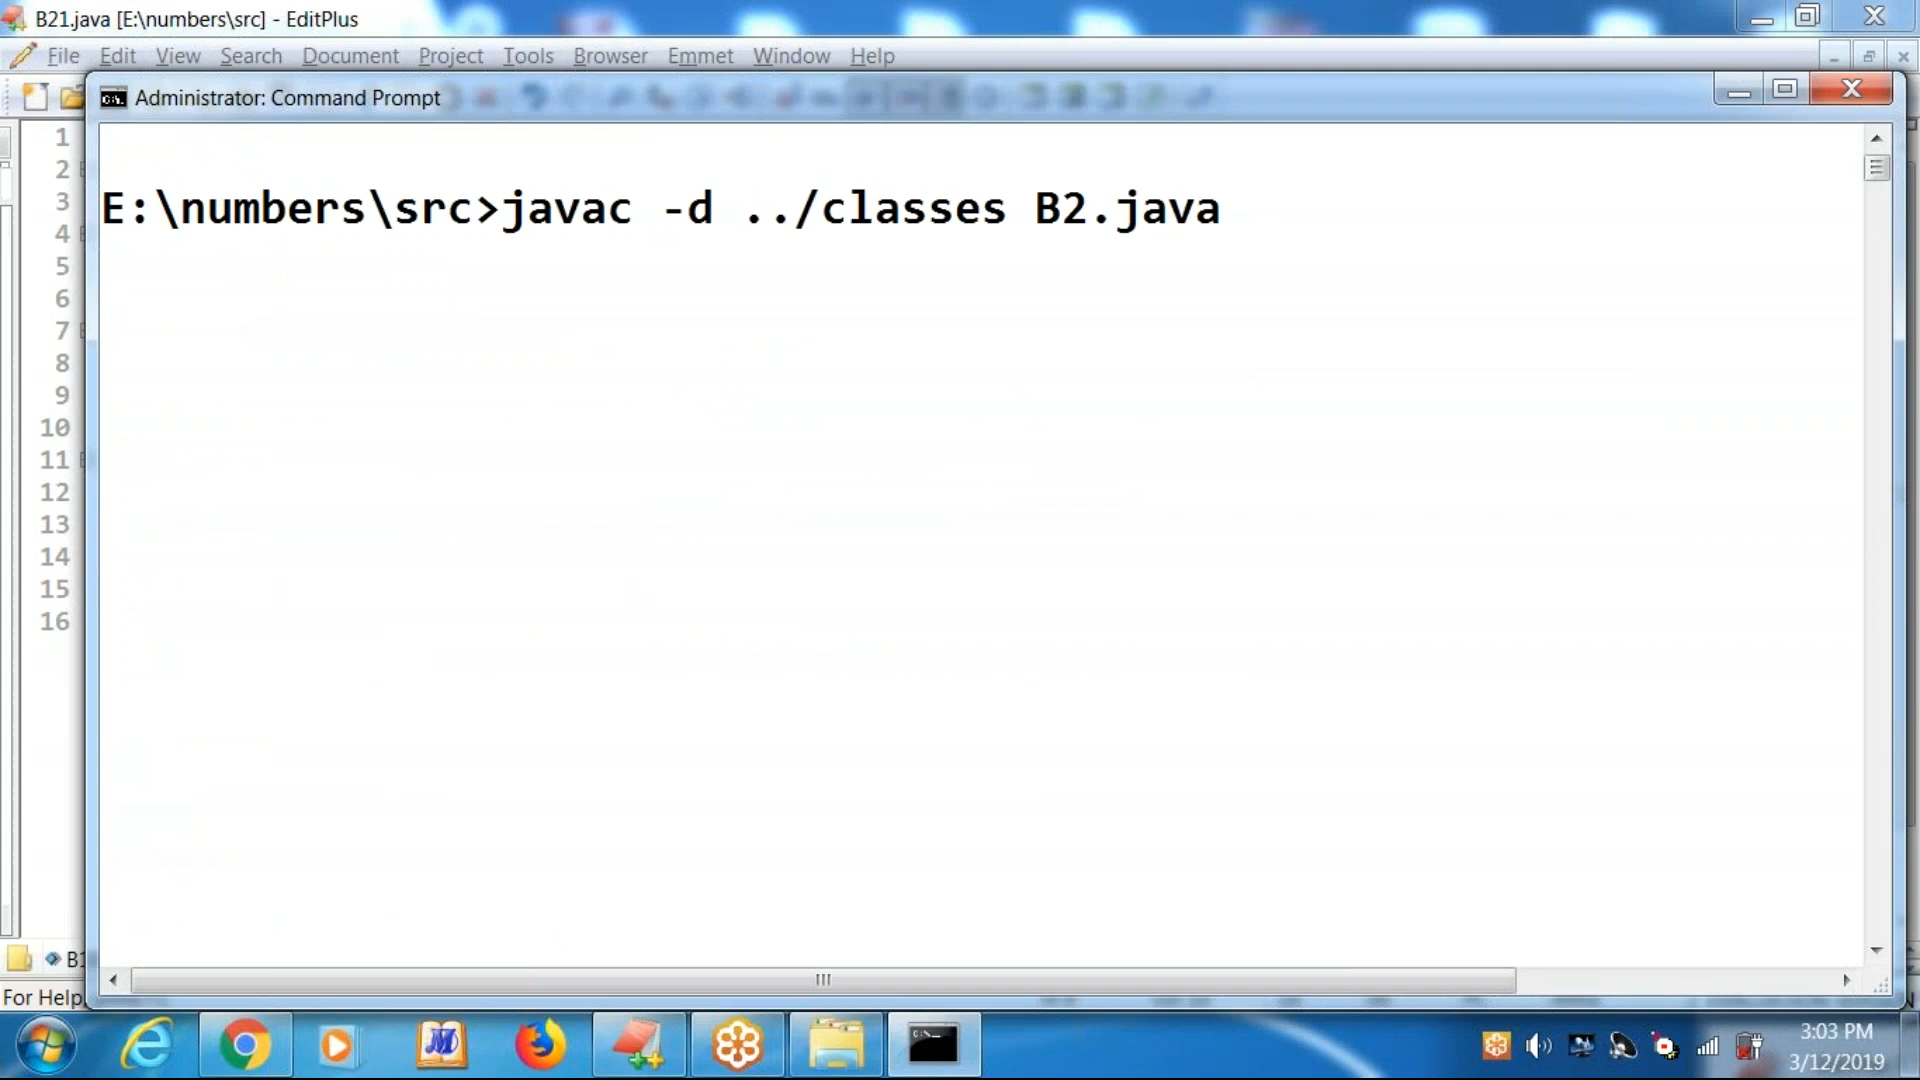 B21.java [E:\numbers\src] - EditPlus
File Edit View Search Document Project Tools Browser Emmet Window Help
Administrator: Command Prompt
E:\numbers\src>javac -d ../classes B2.java
1
2
3
4
5
6
7
8
9
10
11
12
13
14
15
16
For Help
3:03 PM
3/12/2019